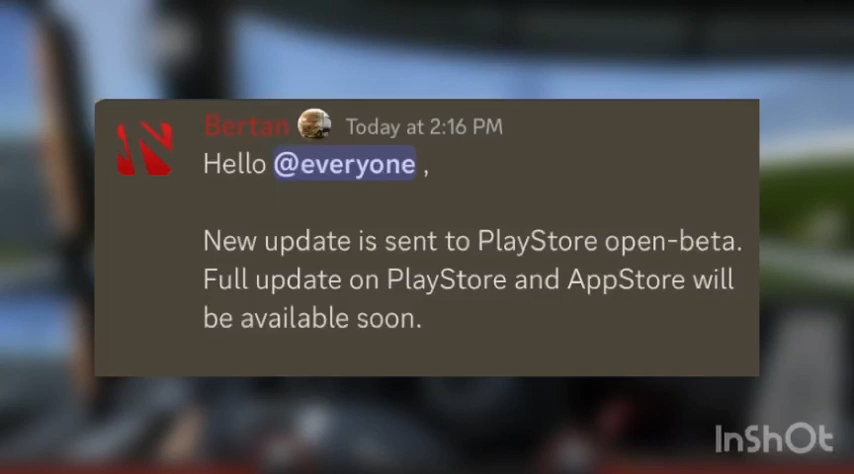 Bertan Today at 2:16 PM
Hello @everyone ,
New update is sent to PlayStore open-beta.
Full update on PlayStore and AppStore will
be available soon.
InShOt